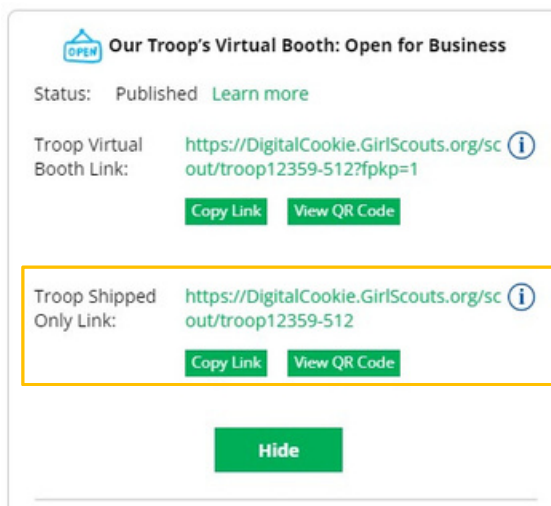 OPEN Our Troop's Virtual Booth: Open for Business
Status: Published Learn more
Troop Virtual https://DigitalCookie.GirlScouts.org/sc i
Booth Link: out/troop12359-512?fpkp=1
Copy Link View QR Code
Troop Shipped https://DigitalCookie.GirlScouts.org/sc i
Only Link: out/troop12359-512
Copy Link View QR Code
Hide